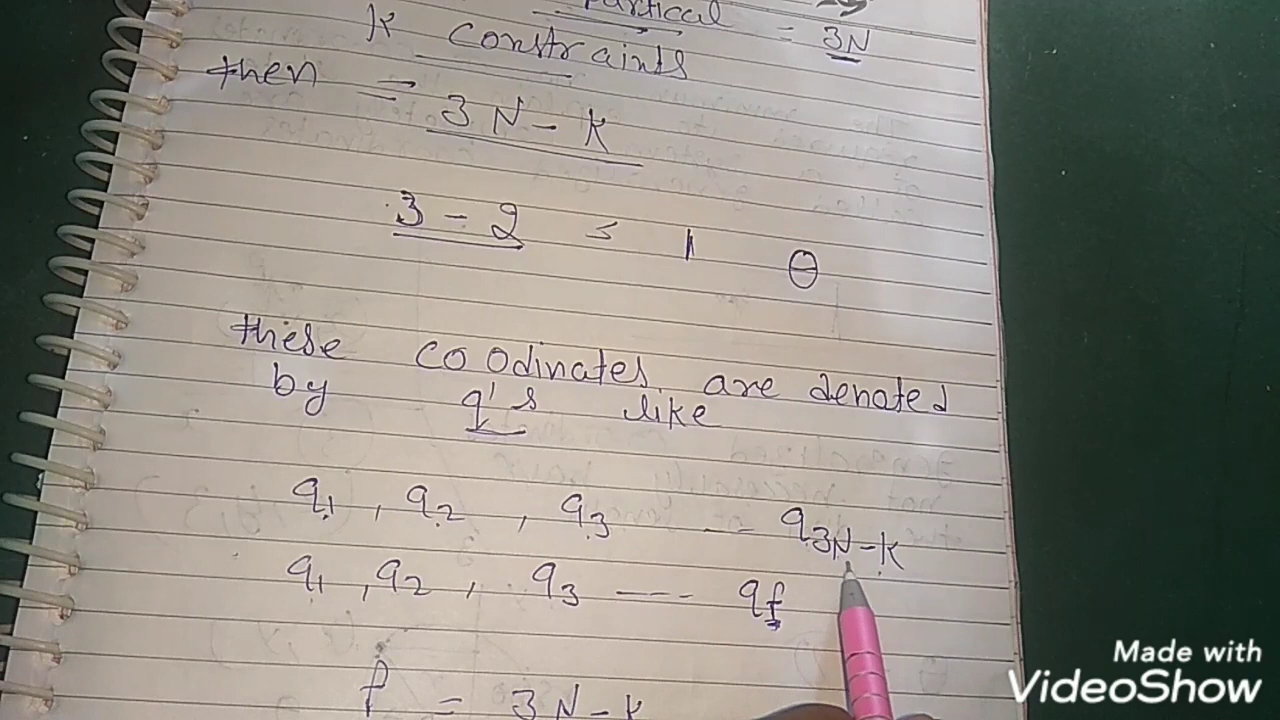 Partical = 3N
K constraints
then = 3N - K
3 - 2 = 1 θ
these coodinates are denoted
by q's like
q1, q2, q3 --- q3N-K
q1, q2, q3 --- qf
f = 3N-K
Made with
VideoShow